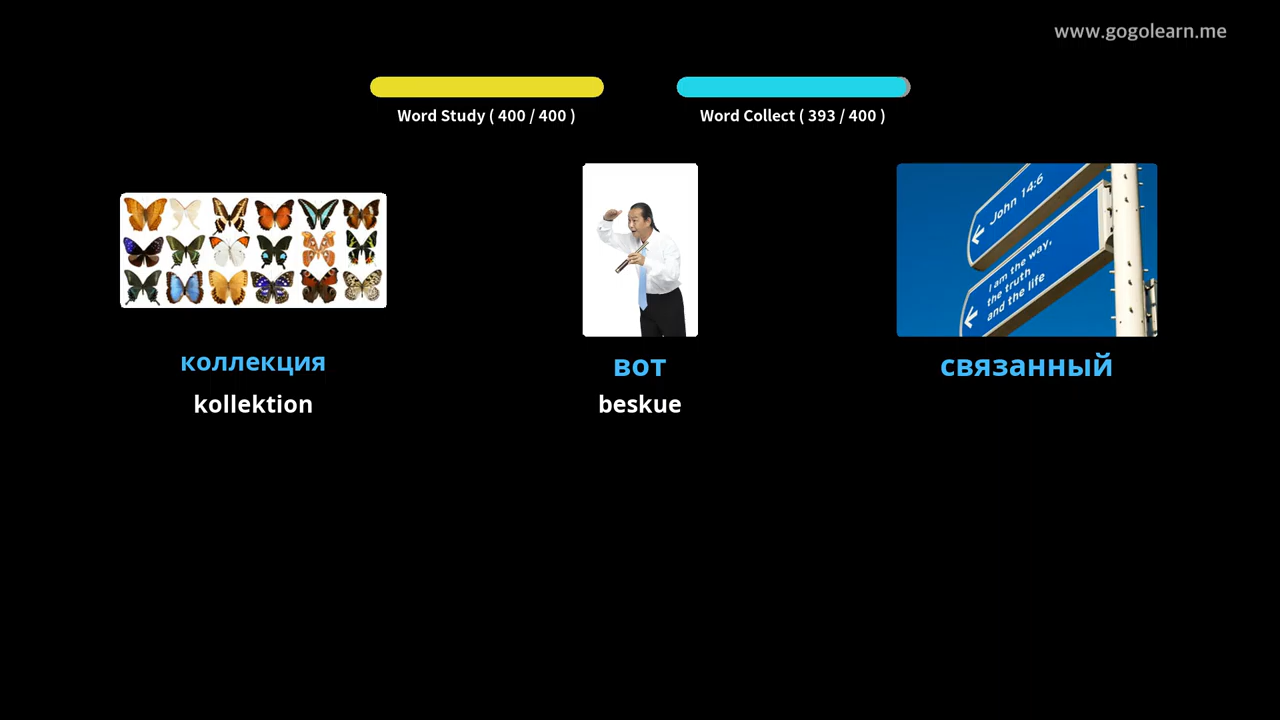 www.gogolearn.me
Word Study ( 400 / 400 )
Word Collect ( 393 / 400 )
John 14:6
I am the way,
the truth
and the life
коллекция
вот
связанный
kollektion
beskue